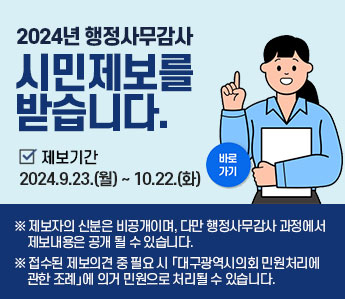 2024년 행정사무감사
시민제보를
받습니다.
제보기간
2024.9.23.(월) ~ 10.22.(화)
바로
가기
※ 제보자의 신분은 비공개이며, 다만 행정사무감사 과정에서
제보내용은 공개 될 수 있습니다.
※ 접수된 제보의견 중 필요 시 「대구광역시의회 민원처리에
관한 조례」에 의거 민원으로 처리될 수 있습니다.